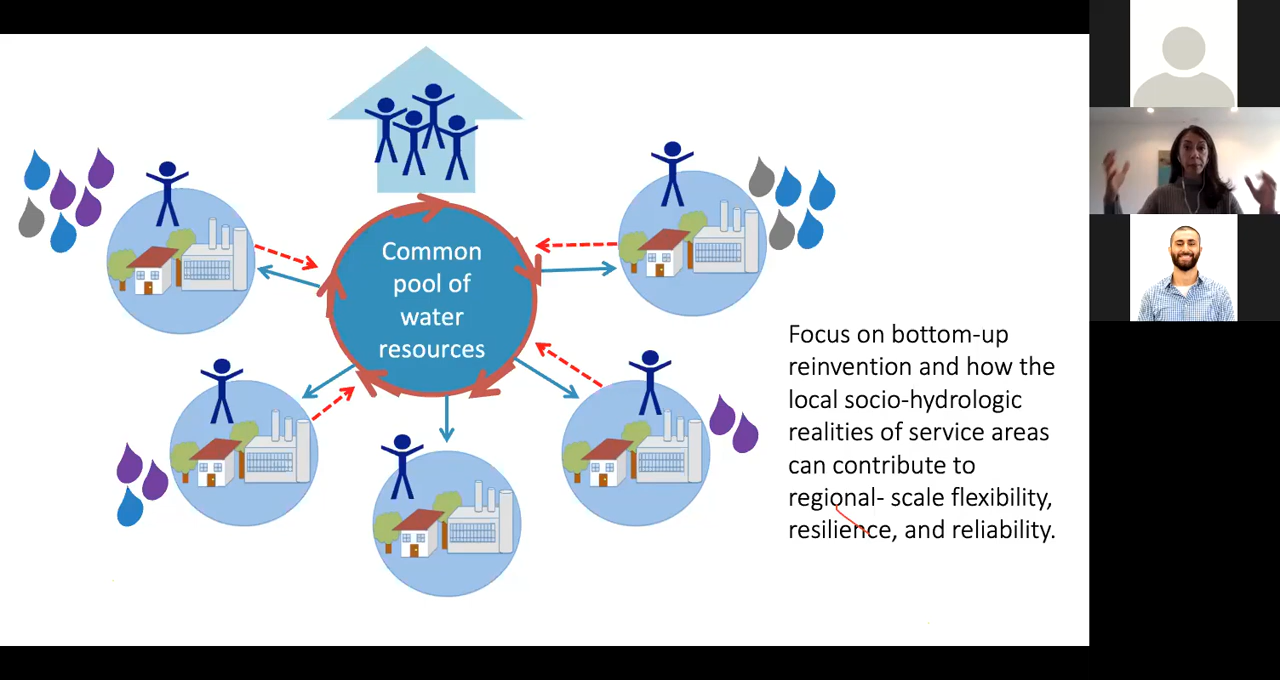 Common
pool of
water
resources
Focus on bottom-up
reinvention and how the
local socio-hydrologic
realities of service areas
can contribute to
regional- scale flexibility,
resilience, and reliability.